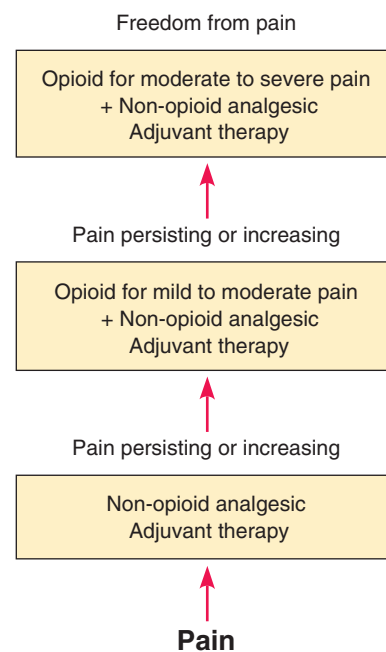 Freedom from pain
Opioid for moderate to severe pain
+ Non-opioid analgesic
Adjuvant therapy
Pain persisting or increasing
Opioid for mild to moderate pain
+ Non-opioid analgesic
Adjuvant therapy
Pain persisting or increasing
Non-opioid analgesic
Adjuvant therapy
Pain